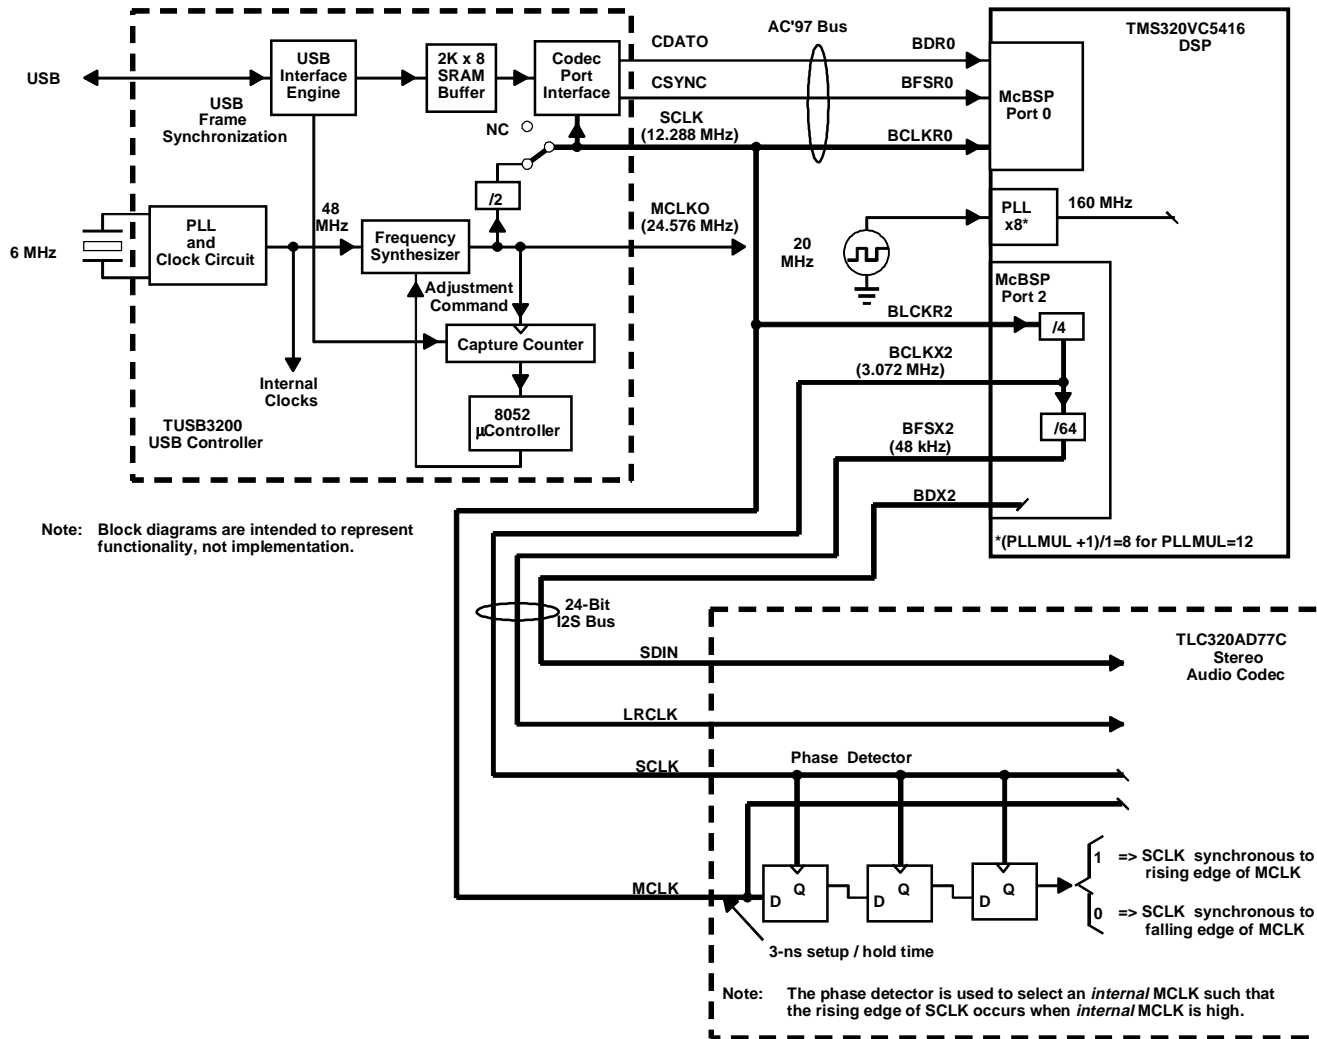 AC'97 Bus
TMS320VC5416
DSP
USB
USB
Interface
Engine
2K x 8
SRAM
Buffer
Codec
Port
Interface
CDATO
CSYNC
SCLK
(12.288 MHz)
BDR0
BFSR0
BCLKR0
McBSP
Port 0
USB
Frame
Synchronization
NC
/2
PLL
x8*
160 MHz
6 MHz
PLL
and
Clock Circuit
48
MHz
Frequency
Synthesizer
MCLKO
(24.576 MHz)
20
MHz
McBSP
Port 2
Adjustment
Command
Capture Counter
BLCKR2
/4
BCLKX2
(3.072 MHz)
Internal
Clocks
8052
µController
/64
BFSX2
(48 kHz)
TUSB3200
USB Controller
BDX2
Note: Block diagrams are intended to represent
functionality, not implementation.
*(PLLMUL +1)/1=8 for PLLMUL=12
24-Bit
I2S Bus
TLC320AD77C
Stereo
Audio Codec
SDIN
LRCLK
SCLK
Phase Detector
MCLK
D
Q
D
Q
D
Q
1 => SCLK synchronous to
rising edge of MCLK
0 => SCLK synchronous to
falling edge of MCLK
3-ns setup / hold time
Note: The phase detector is used to select an internal MCLK such that
the rising edge of SCLK occurs when internal MCLK is high.